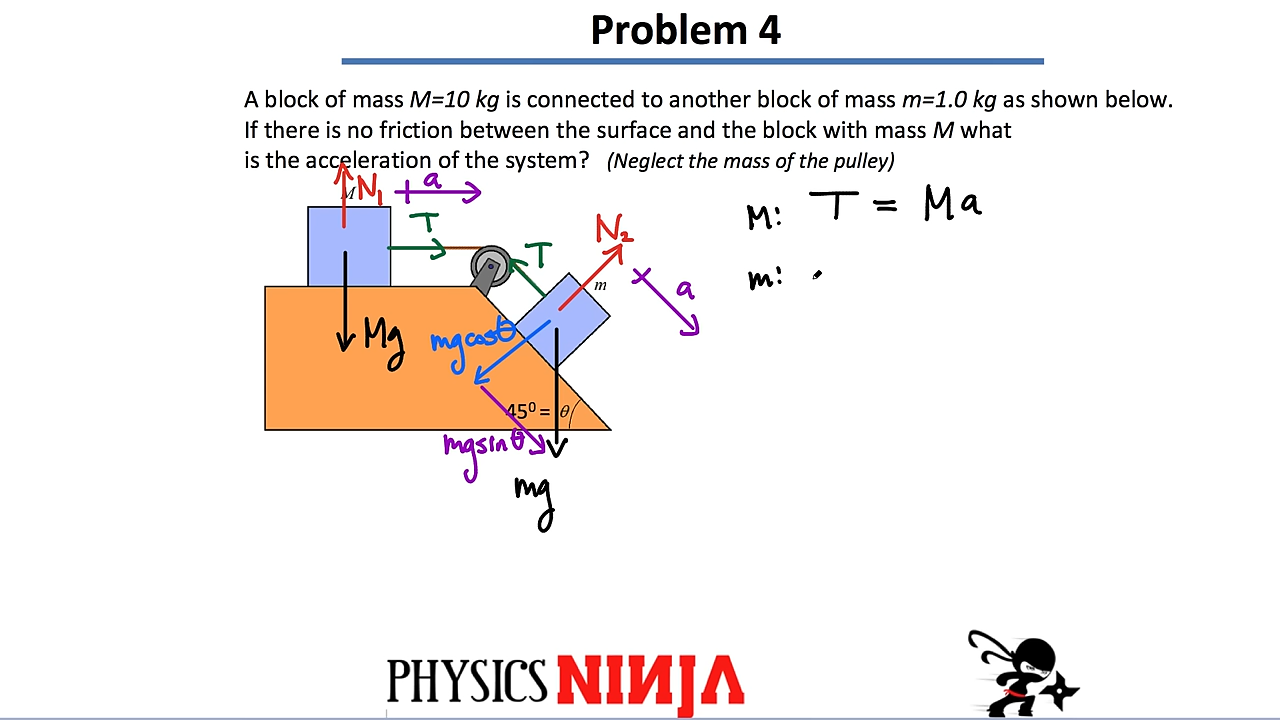 Problem 4
A block of mass M=10 kg is connected to another block of mass m=1.0 kg as shown below.
If there is no friction between the surface and the block with mass M what
is the acceleration of the system? (Neglect the mass of the pulley)
M N₁ a
T
T
N₂
m
a
Mg
mgcosθ
45⁰ = θ
mgsinθ
mg
M: T = Ma
m:
PHYSICS NINJA